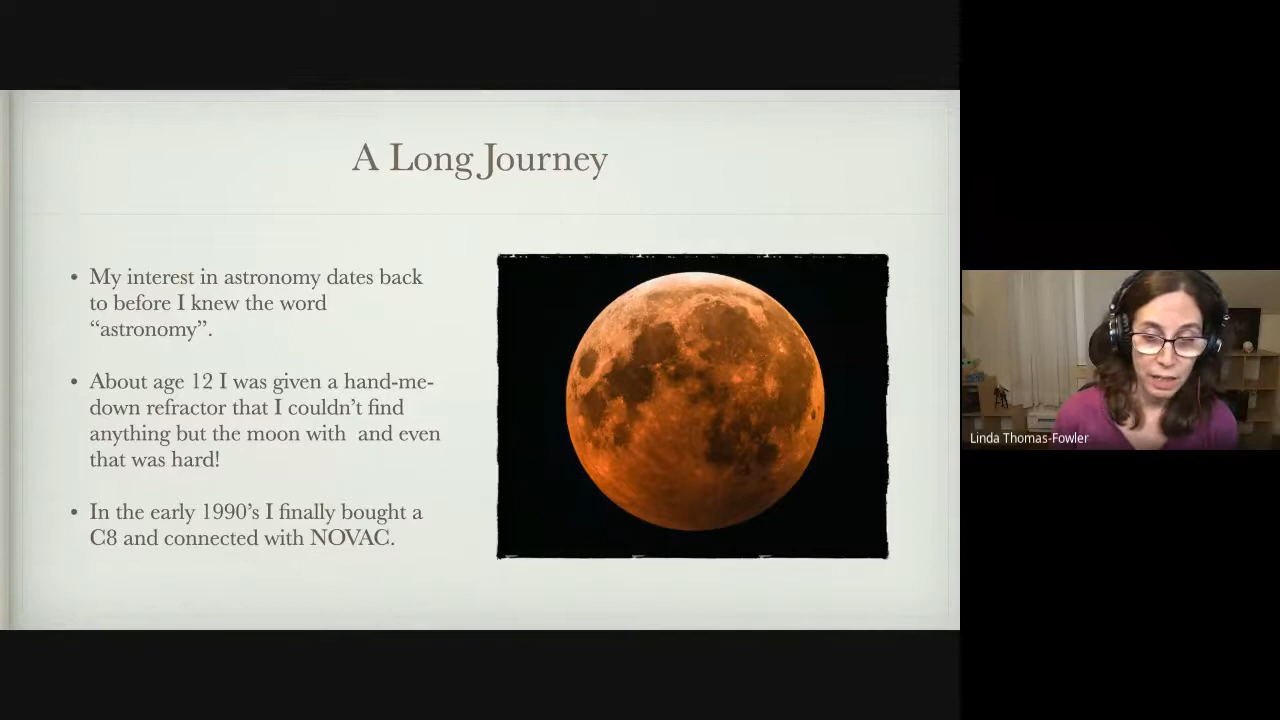 A Long Journey
• My interest in astronomy dates back
to before I knew the word
“astronomy”.
• About age 12 I was given a hand-me-
down refractor that I couldn’t find
anything but the moon with  and even
that was hard!
• In the early 1990’s I finally bought a
C8 and connected with NOVAC.
Linda Thomas-Fowler